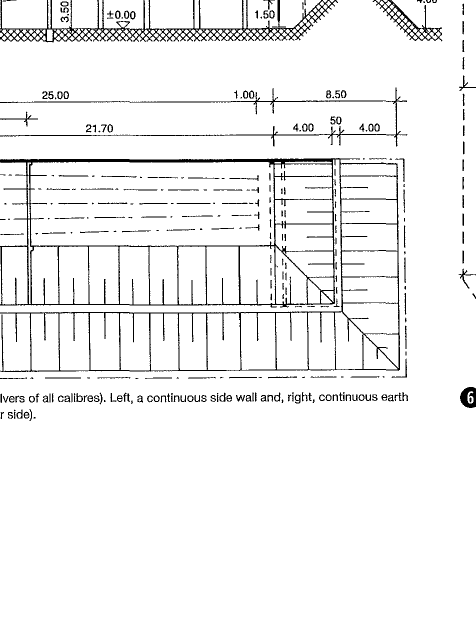 4.00
3.50
±0.00
1.50
25.00 1.00 8.50
50
21.70 4.00 4.00
lvers of all calibres). Left, a continuous side wall and, right, continuous earth
r side).
6